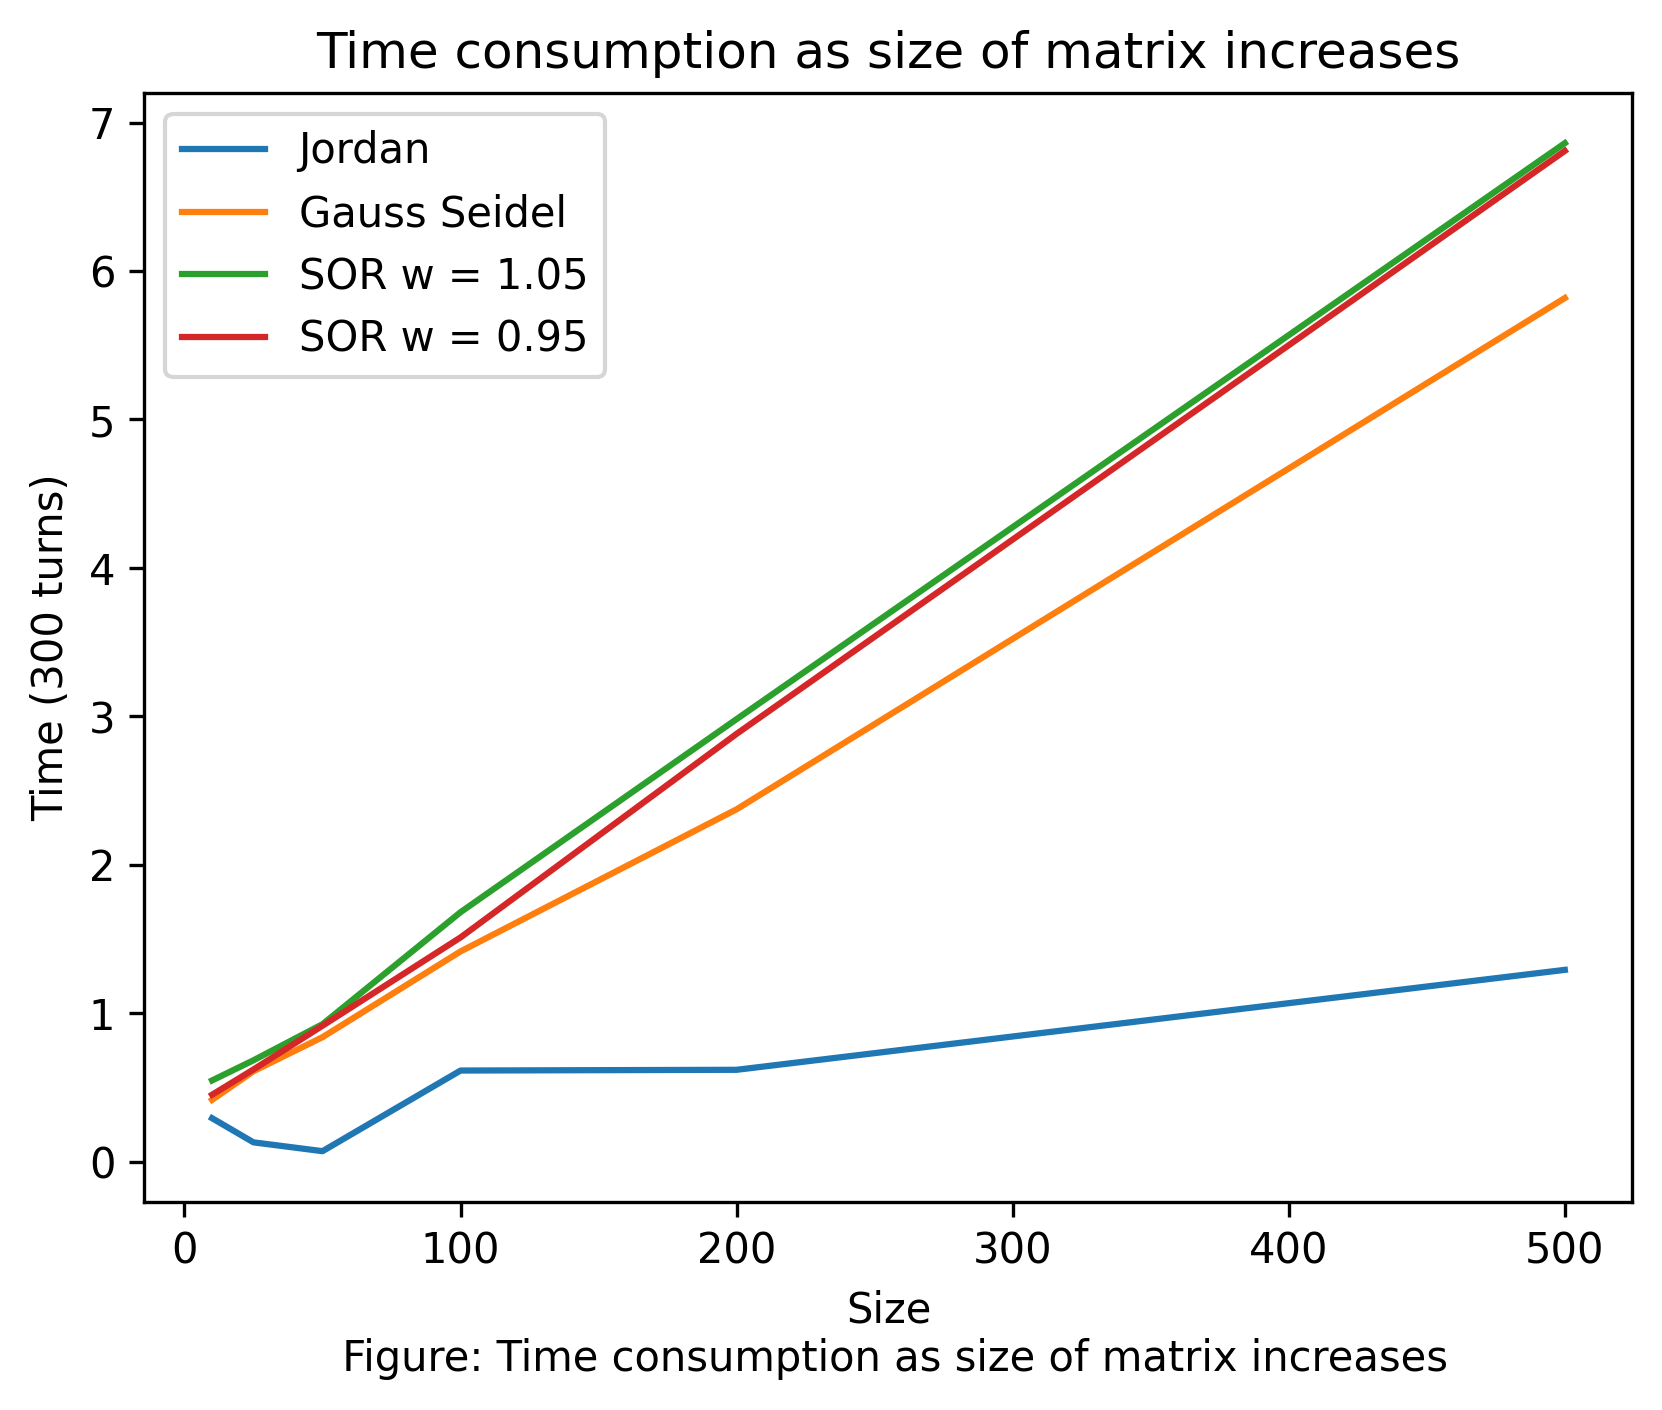 Time consumption as size of matrix increases
7
6
5
4
3
2
1
0
Time (300 turns)
Jordan
Gauss Seidel
SOR w = 1.05
SOR w = 0.95
0 100 200 300 400 500
Size
Figure: Time consumption as size of matrix increases